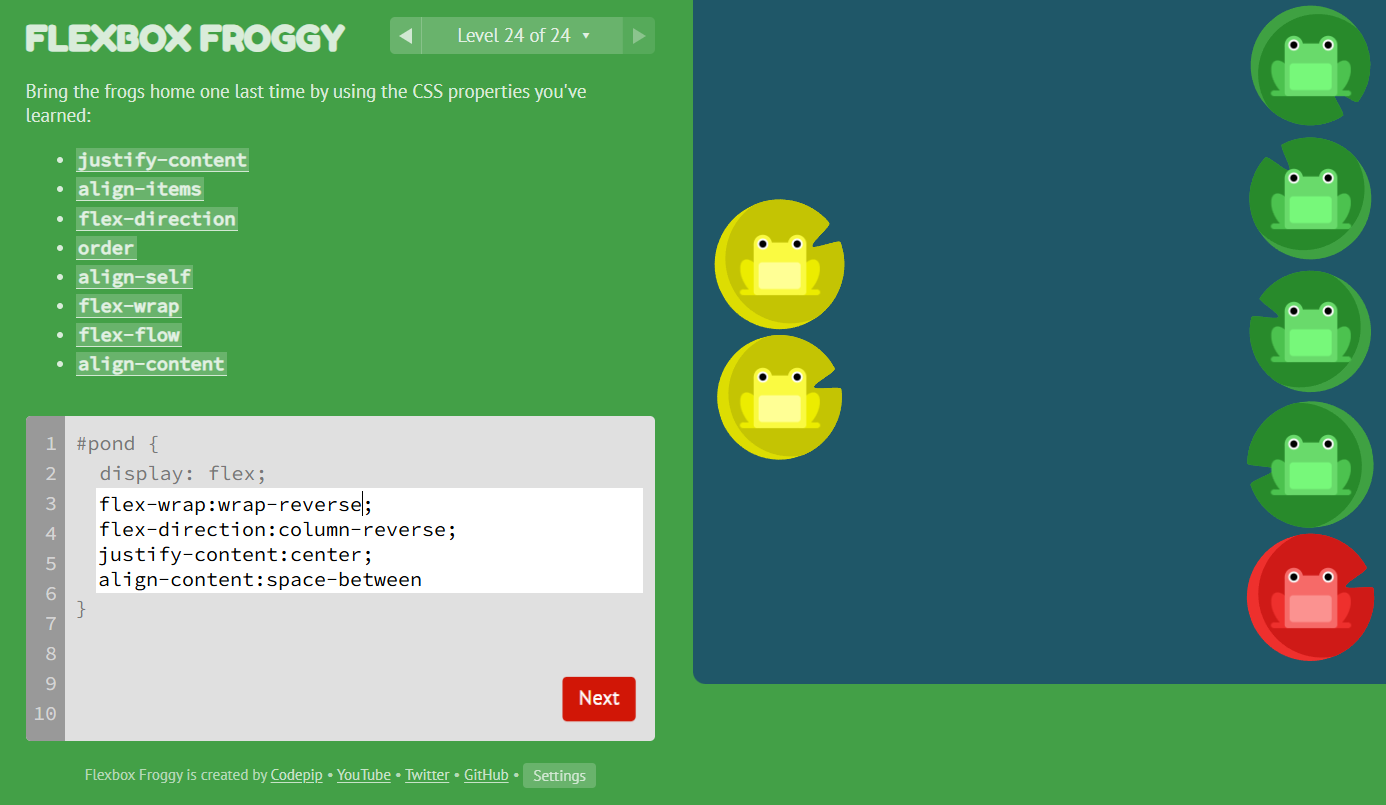 FLEXBOX FROGGY
◀ Level 24 of 24 ▼ ▶
Bring the frogs home one last time by using the CSS properties you've
learned:
• justify-content
• align-items
• flex-direction
• order
• align-self
• flex-wrap
• flex-flow
• align-content
1 #pond {
2 display: flex;
3 flex-wrap:wrap-reverse;
4 flex-direction:column-reverse;
5 justify-content:center;
6 align-content:space-between
7 }
8
9
10
Next
Flexbox Froggy is created by Codepip • YouTube • Twitter • GitHub • Settings